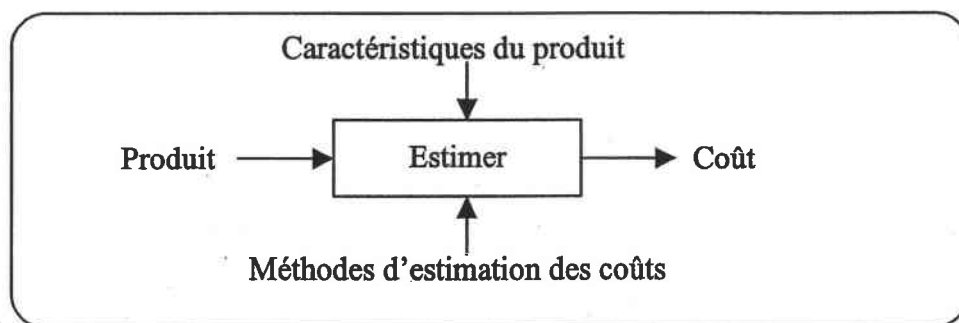 Caractéristiques du produit
Produit
Estimer
Coût
Méthodes d'estimation des coûts